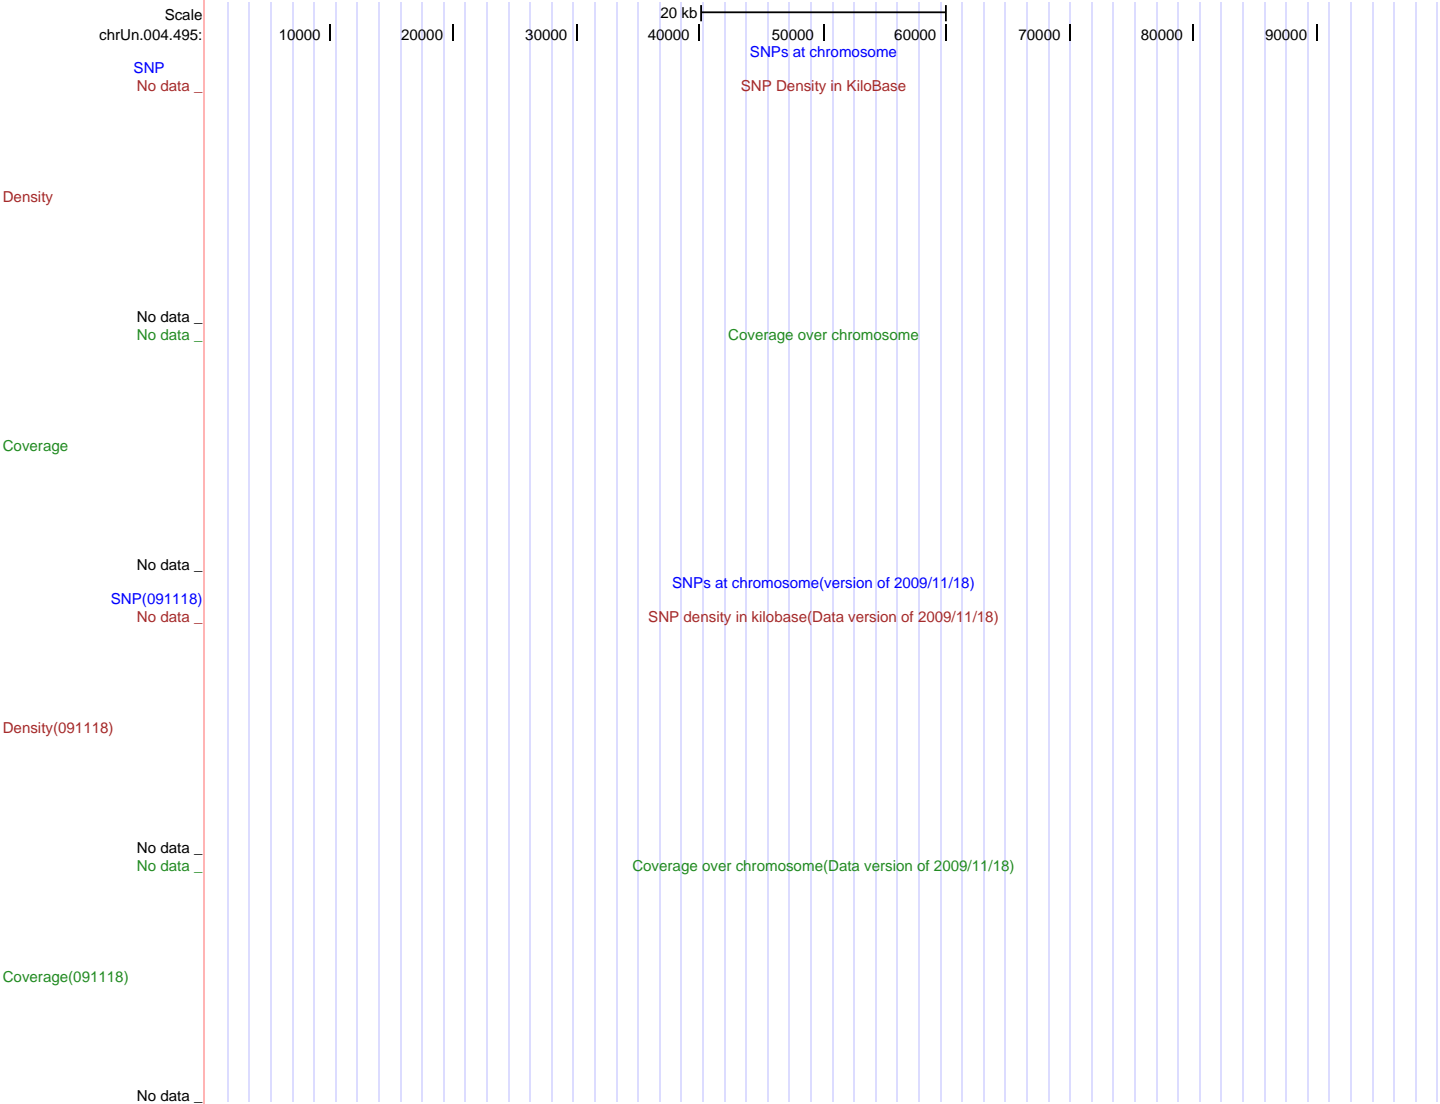 Scale 20 kb
chrUn.004.495: 10000 20000 30000 40000 50000 60000 70000 80000 90000
SNPs at chromosome
SNP
No data _ SNP Density in KiloBase
Density
No data _
No data _ Coverage over chromosome
Coverage
No data _
SNPs at chromosome(version of 2009/11/18)
SNP(091118)
No data _ SNP density in kilobase(Data version of 2009/11/18)
Density(091118)
No data _
No data _ Coverage over chromosome(Data version of 2009/11/18)
Coverage(091118)
No data _